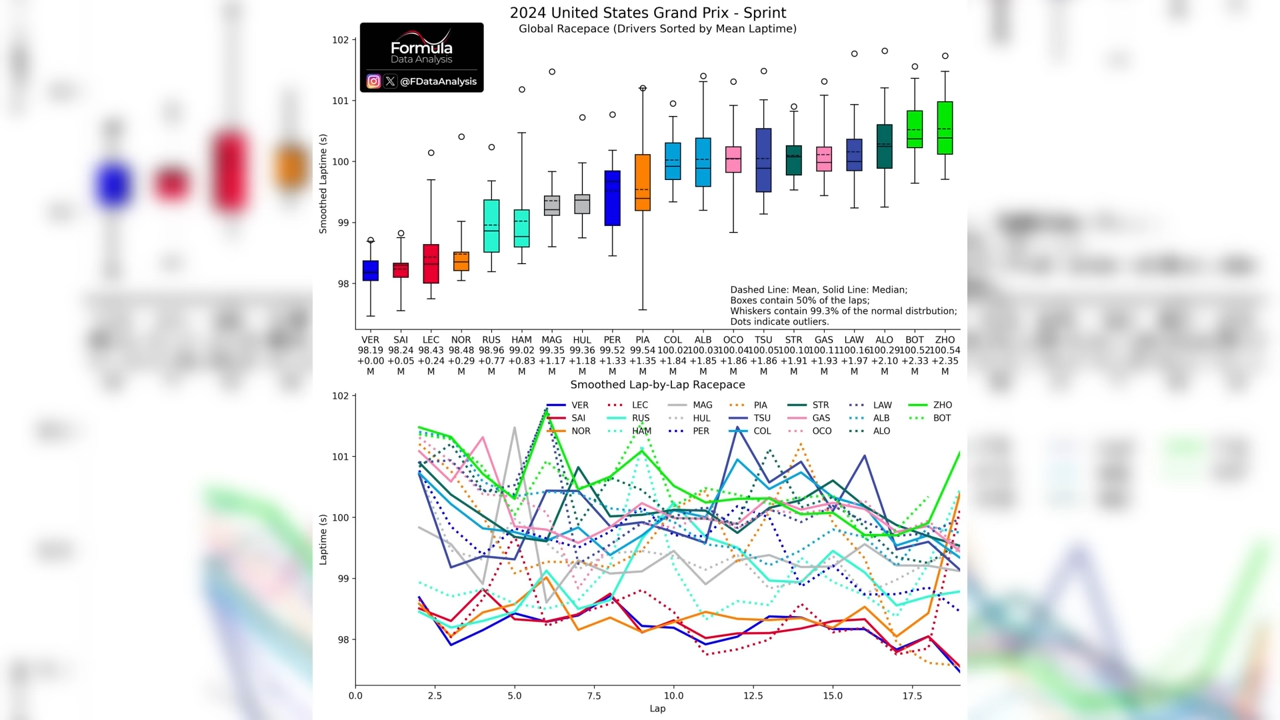 2024 United States Grand Prix - Sprint
Global Racepace (Drivers Sorted by Mean Laptime)
Formula
Data Analysis
@FDataAnalysis
102
101
100
99
98
Smoothed Laptime (s)
Dashed Line: Mean, Solid Line: Median;
Boxes contain 50% of the laps;
Whiskers contain 99.3% of the normal distrbution;
Dots indicate outliers.
VER SAI LEC NOR RUS HAM MAG HUL PER PIA COL ALB OCO TSU STR GAS LAW ALO BOT ZHO
98.19 98.24 98.43 98.48 98.96 99.02 99.35 99.36 99.52 99.54 100.02 100.03 100.04 100.05 100.10 100.11 100.16 100.29 100.52 100.54
+0.00 +0.05 +0.24 +0.29 +0.77 +0.83 +1.17 +1.18 +1.33 +1.35 +1.84 +1.85 +1.86 +1.86 +1.91 +1.93 +1.97 +2.10 +2.33 +2.35
M M M M M M M M M M M M M M M M M M M M
Smoothed Lap-by-Lap Racepace
102
101
100
99
98
Laptime (s)
VER LEC MAG PIA STR LAW ZHO
SAI RUS HUL TSU GAS ALB BOT
NOR HAM PER COL OCO ALO
0.0 2.5 5.0 7.5 10.0 12.5 15.0 17.5
Lap